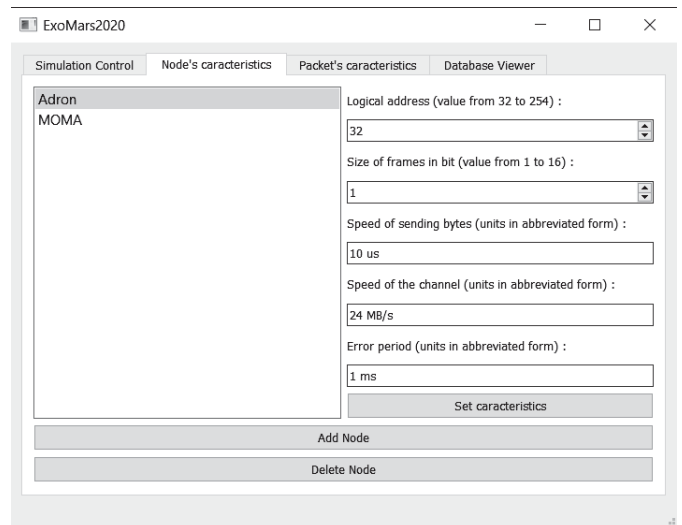 ExoMars2020
Simulation Control Node's caracteristics Packet's caracteristics Database Viewer
Adron
MOMA
Logical address (value from 32 to 254) :
32
Size of frames in bit (value from 1 to 16) :
1
Speed of sending bytes (units in abbreviated form) :
10 us
Speed of the channel (units in abbreviated form) :
24 MB/s
Error period (units in abbreviated form) :
1 ms
Set caracteristics
Add Node
Delete Node